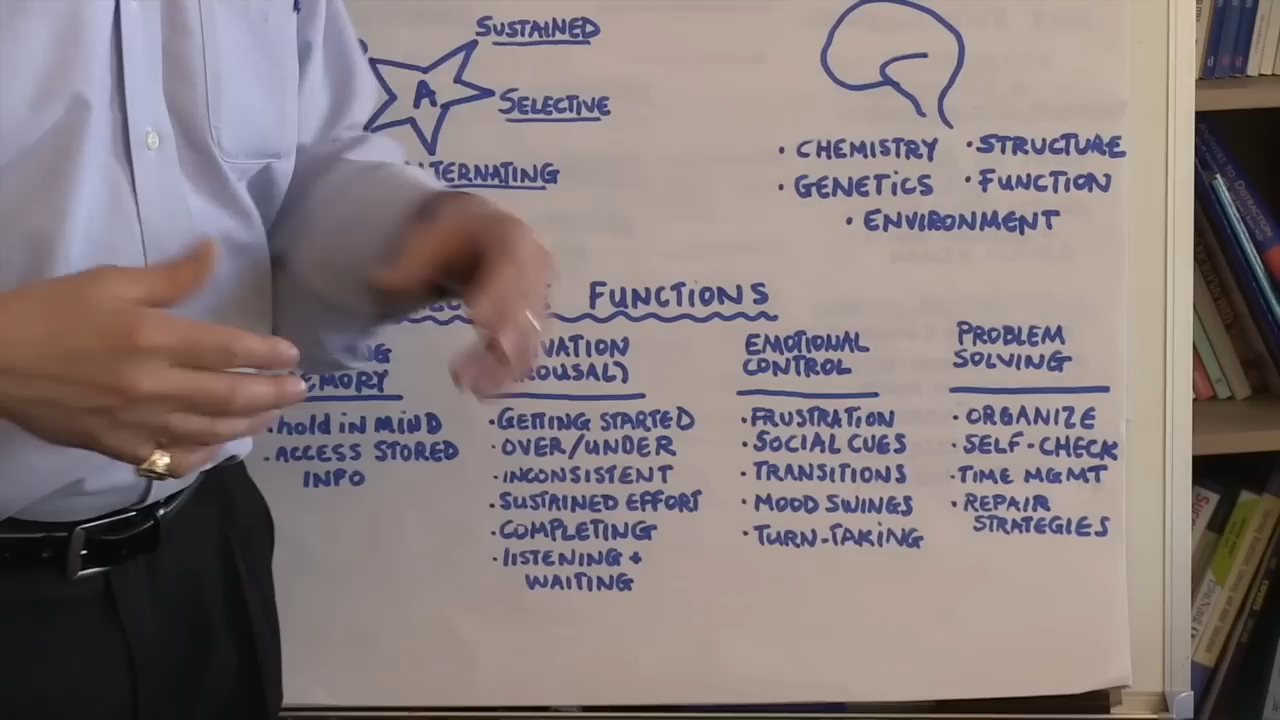 SUSTAINED
A
SELECTIVE
TERNATING
• CHEMISTRY • STRUCTURE
• GENETICS • FUNCTION
• ENVIRONMENT
FUNCTIONS
EMORY
• hold in MIND
• ACCESS STORED
INFO
VATION
ROUSAL)
• GETTING STARTED
• OVER/UNDER
• INCONSISTENT
• SUSTAINED EFFORT
• COMPLETING
• LISTENING +
WAITING
EMOTIONAL
CONTROL
• FRUSTRATION
• SOCIAL CUES
• TRANSITIONS
• MOOD SWINGS
• TURN-TAKING
PROBLEM
SOLVING
• ORGANIZE
• SELF-CHECK
• TIME MGMT
• REPAIR
STRATEGIES